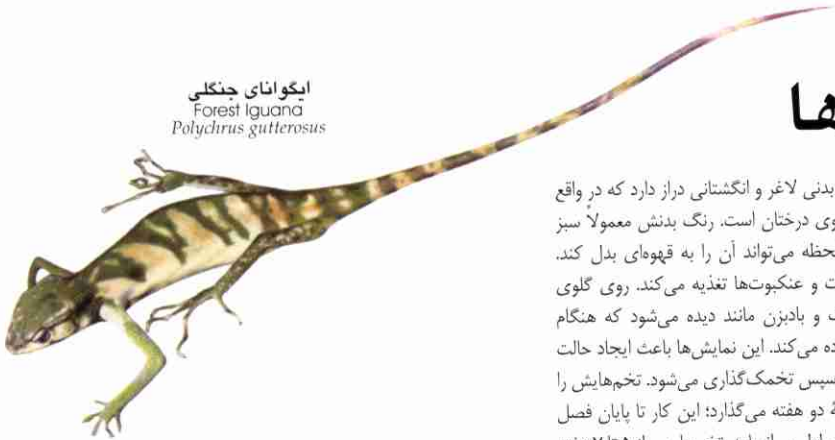 ایگوانای جنگلی
Forest Iguana
Polychrus gutterosus
ها
بدنی لاغر و انگشتانی دراز دارد که در واقع
وی درختان است. رنگ بدنش معمولاً سبز
حظه می‌تواند آن را به قهوه‌ای بدل کند.
ت و عنکبوت‌ها تغذیه می‌کند. روی گلوی
و بادبزن مانند دیده می‌شود که هنگام
ده می‌کند. این نمایش‌ها باعث ایجاد حالت
سپس تخمک‌گذاری می‌شود. تخم‌هایش را
دو هفته می‌گذارد؛ این کار تا پایان فصل